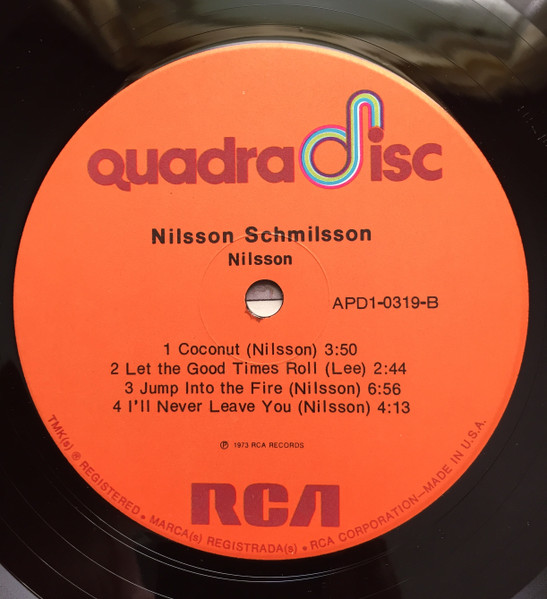 quadradisc
Nilsson Schmilsson
Nilsson
APD1-0319-B
1 Coconut (Nilsson) 3:50
2 Let the Good Times Roll (Lee) 2:44
3 Jump Into the Fire (Nilsson) 6:56
4 I'll Never Leave You (Nilsson) 4:13
℗ 1973 RCA RECORDS
RCA
TMK(s) ® REGISTERED • MARCA(s) REGISTRADA(s) • RCA CORPORATION—MADE IN U.S.A.